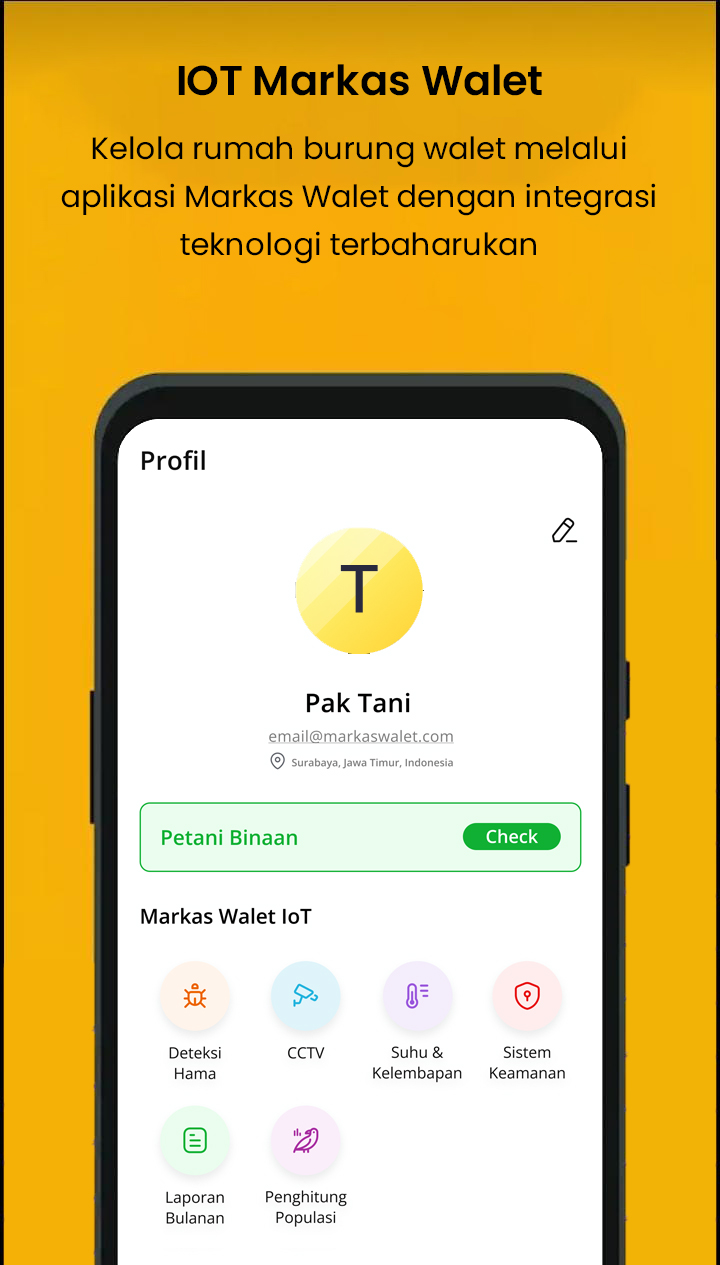 IOT Markas Walet
Kelola rumah burung walet melalui
aplikasi Markas Walet dengan integrasi
teknologi terbaharukan
Profil
T
Pak Tani
email@markaswalet.com
Surabaya, Jawa Timur, Indonesia
Petani Binaan
Check
Markas Walet IoT
Deteksi
Hama
CCTV
Suhu &
Kelembapan
Sistem
Keamanan
Laporan
Bulanan
Penghitung
Populasi